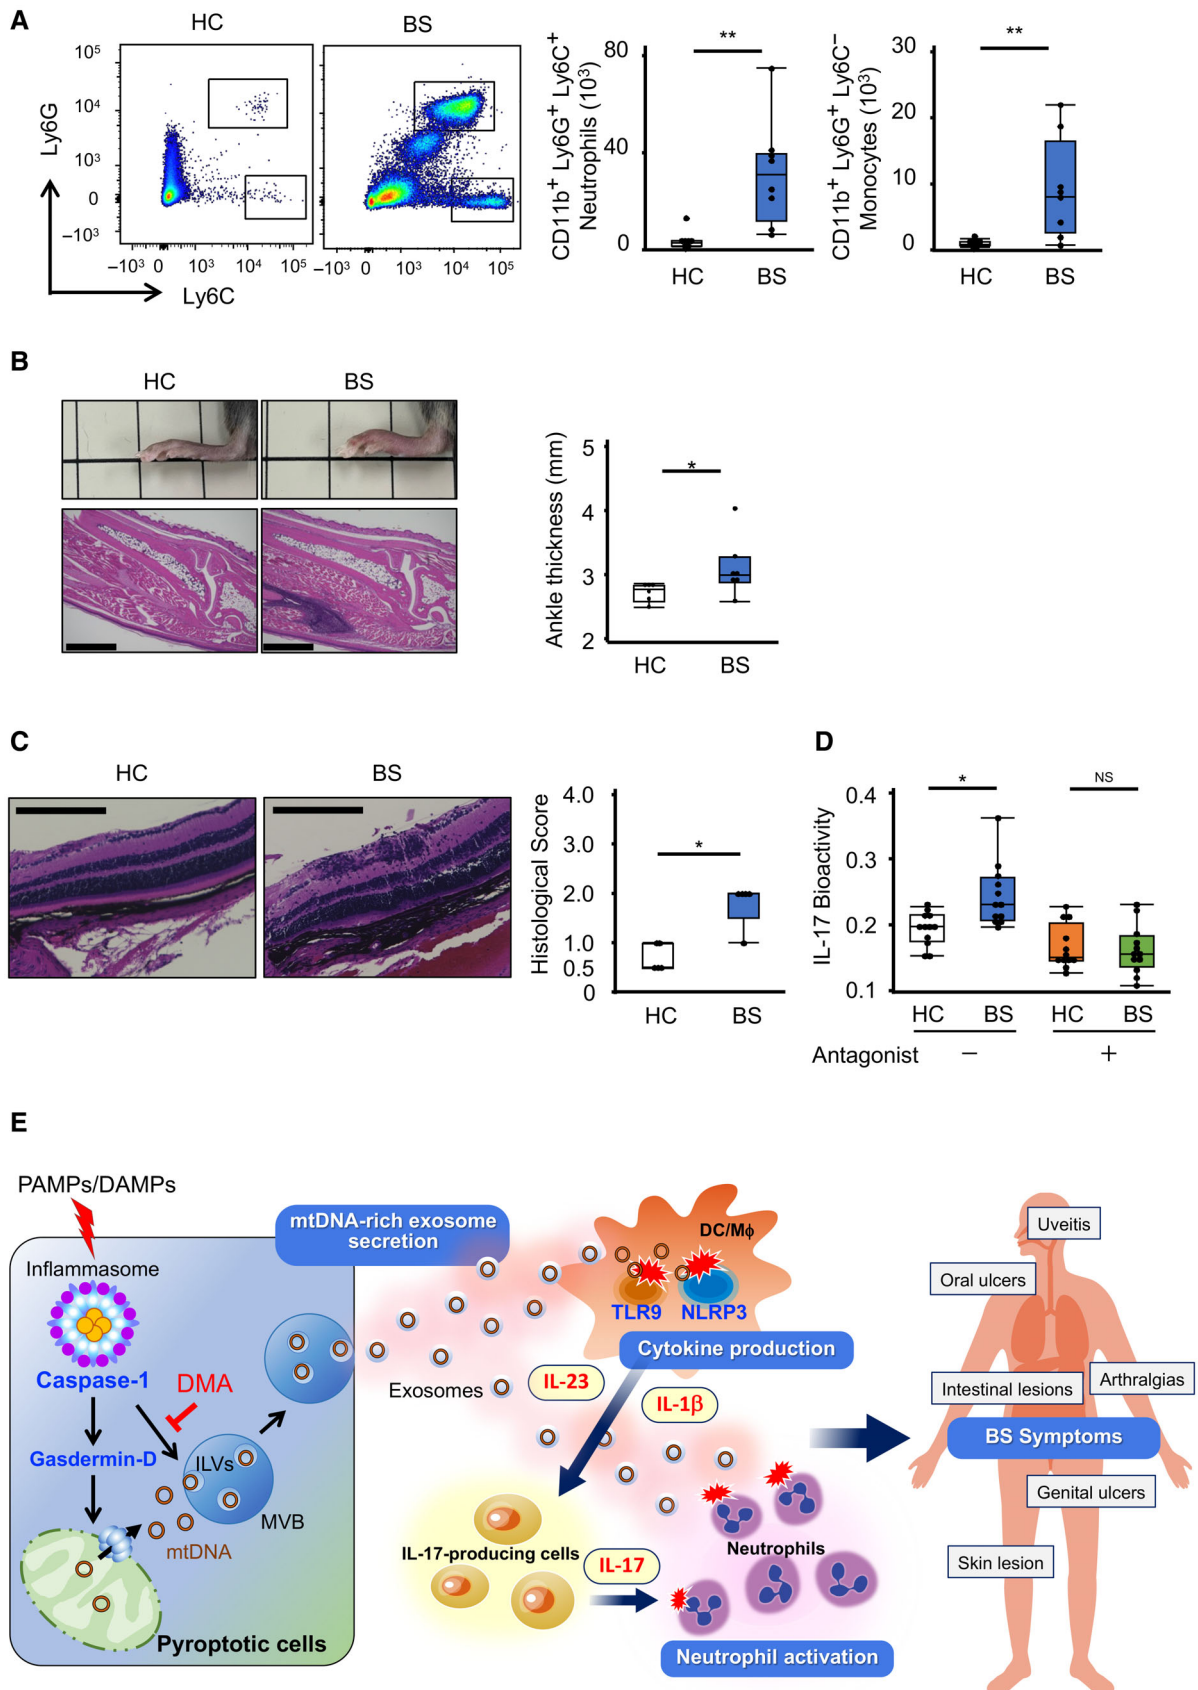 A
HC
BS
Ly6G
10⁵
10⁴
10³
0
−10³
−10³ 0 10³ 10⁴ 10⁵
−10³ 0 10³ 10⁴ 10⁵
Ly6C
CD11b⁺ Ly6G⁺ Ly6C⁺
Neutrophils (10³)
80
40
0
**
HC BS
CD11b⁺ Ly6G⁺ Ly6C⁻
Monocytes (10³)
30
20
10
0
**
HC BS
B
HC
BS
Ankle thickness (mm)
5
4
3
2
*
HC BS
C
HC
BS
Histological Score
4.0
3.0
2.0
1.0
0.5
0
*
HC BS
D
IL-17 Bioactivity
0.4
0.3
0.2
0.1
*
NS
HC BS HC BS
Antagonist − +
E
PAMPs/DAMPs
Inflammasome
Caspase-1
DMA
Gasdermin-D
ILVs
MVB
mtDNA
Pyroptotic cells
mtDNA-rich exosome
secretion
Exosomes
DC/Mϕ
TLR9 NLRP3
Cytokine production
IL-23
IL-1β
IL-17-producing cells
IL-17
Neutrophils
Neutrophil activation
Uveitis
Oral ulcers
Intestinal lesions
Arthralgias
BS Symptoms
Genital ulcers
Skin lesion